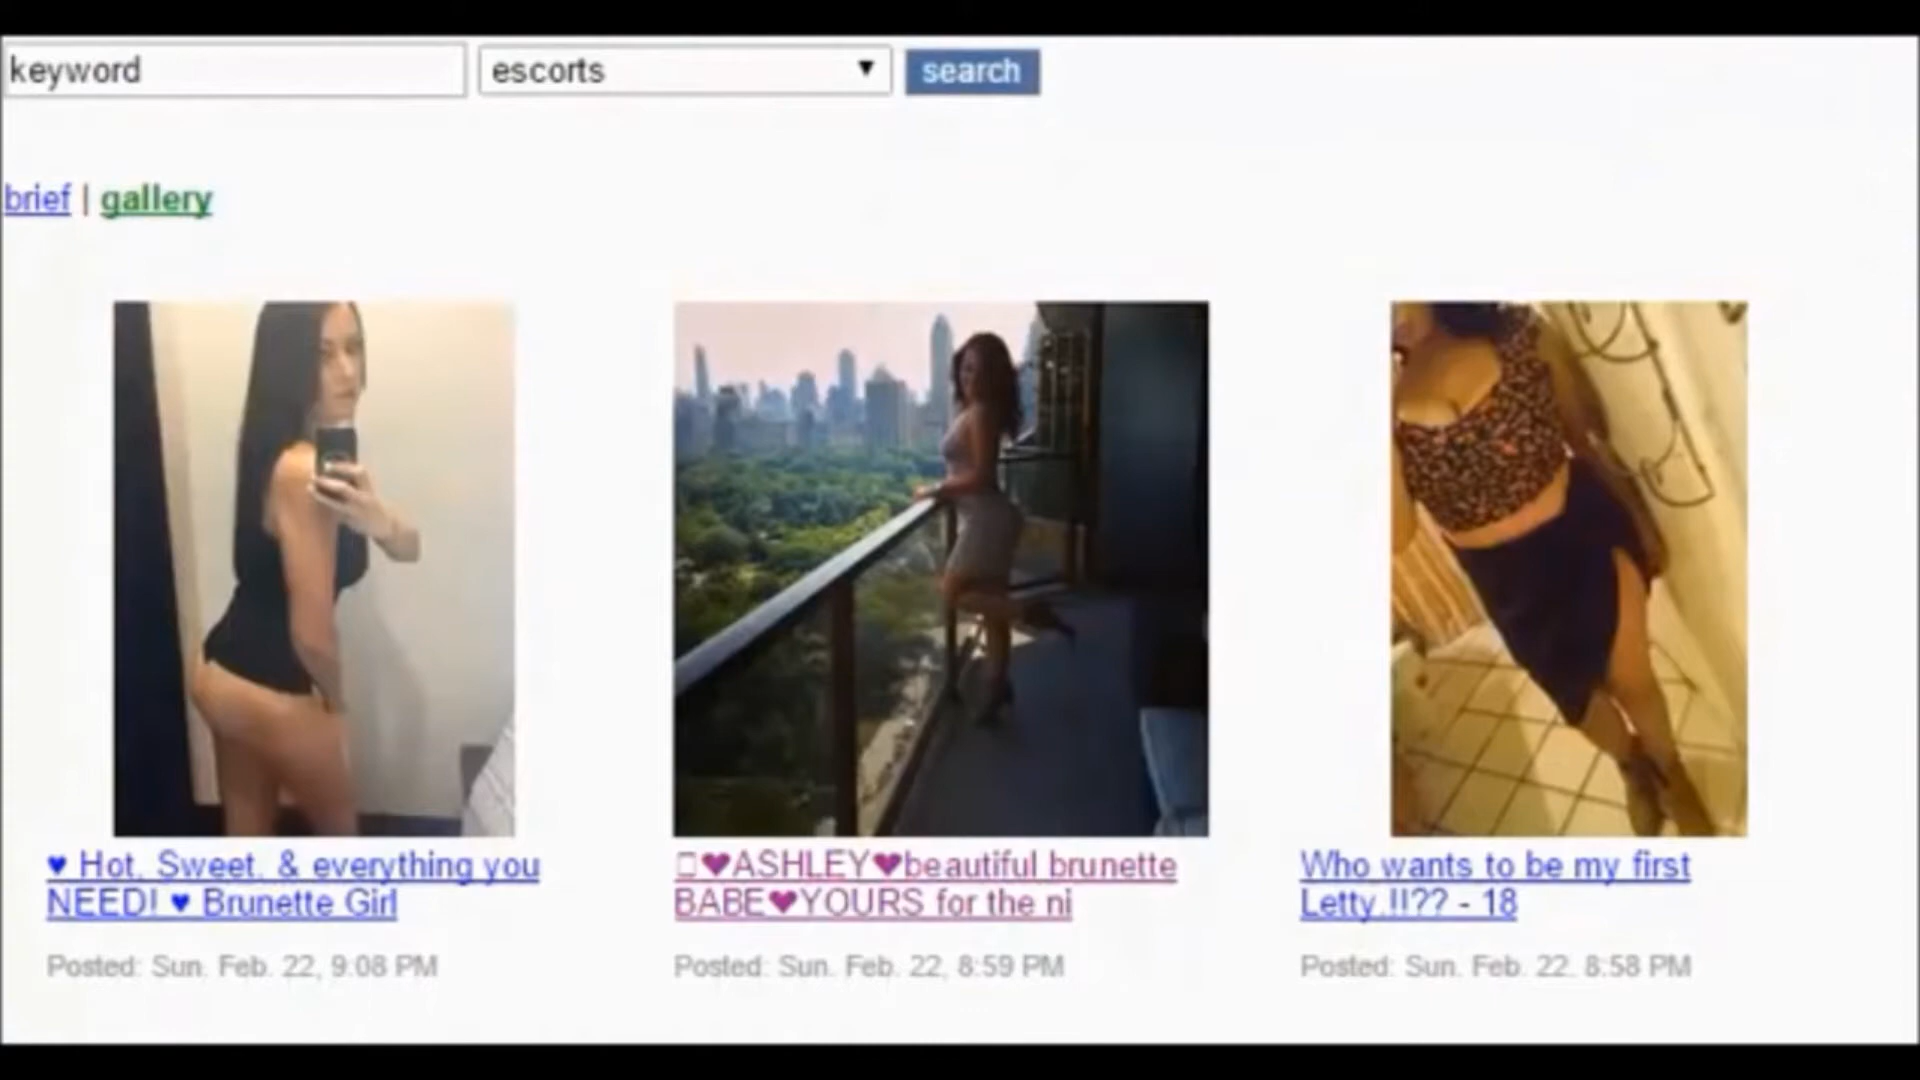 keyword escorts ▼ search
brief | gallery
♥ Hot, Sweet, & everything you
NEED! ♥ Brunette Girl
Posted: Sun. Feb. 22, 9:08 PM
□♥ASHLEY♥beautiful brunette
BABE♥YOURS for the ni
Posted: Sun. Feb. 22, 8:59 PM
Who wants to be my first
Letty.!!?? - 18
Posted: Sun. Feb. 22, 8:58 PM